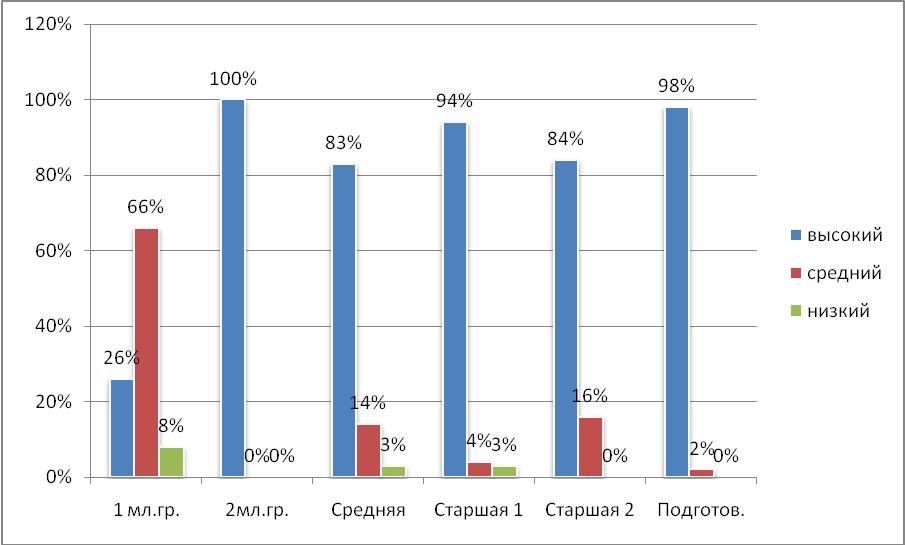 120%
100%
80%
60%
40%
20%
0%
26%
66%
8%
100%
0%
0%
83%
14%
3%
94%
4%
3%
84%
16%
0%
98%
2%
0%
1 мл.гр.
2мл.гр.
Средняя
Старшая 1
Старшая 2
Подготов.
высокий
средний
низкий